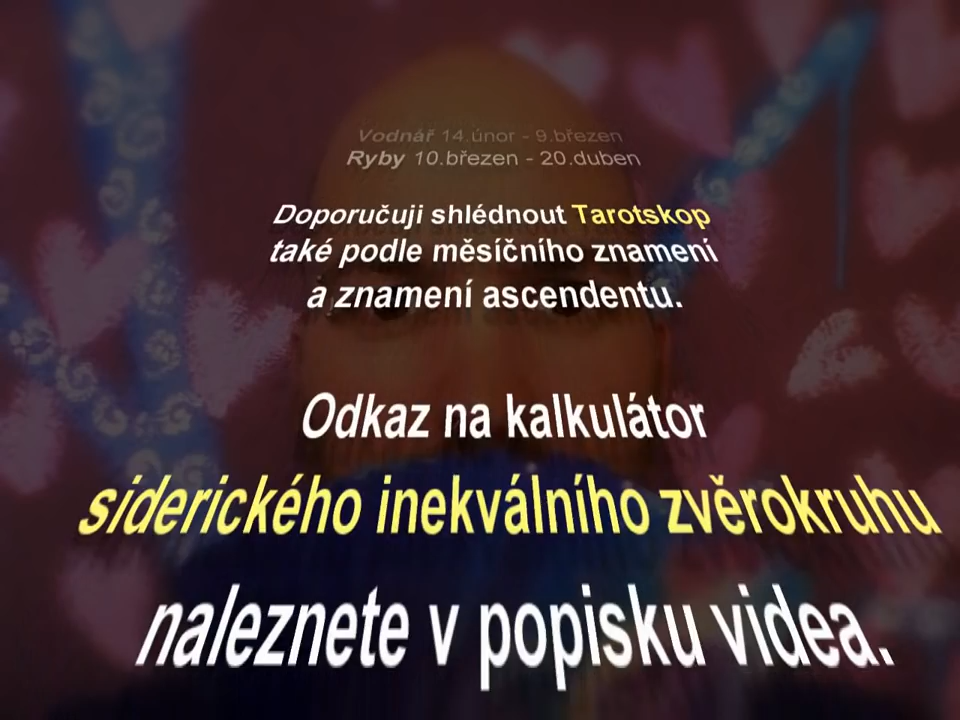 Vodnář 14.únor - 9.březen
Ryby 10.březen - 20.duben
Doporučuji shlédnout Tarotskop
také podle měsíčního znamení
a znamení ascendentu.
Odkaz na kalkulátor
siderického inekválního zvěrokruhu
naleznete v popisku videa.